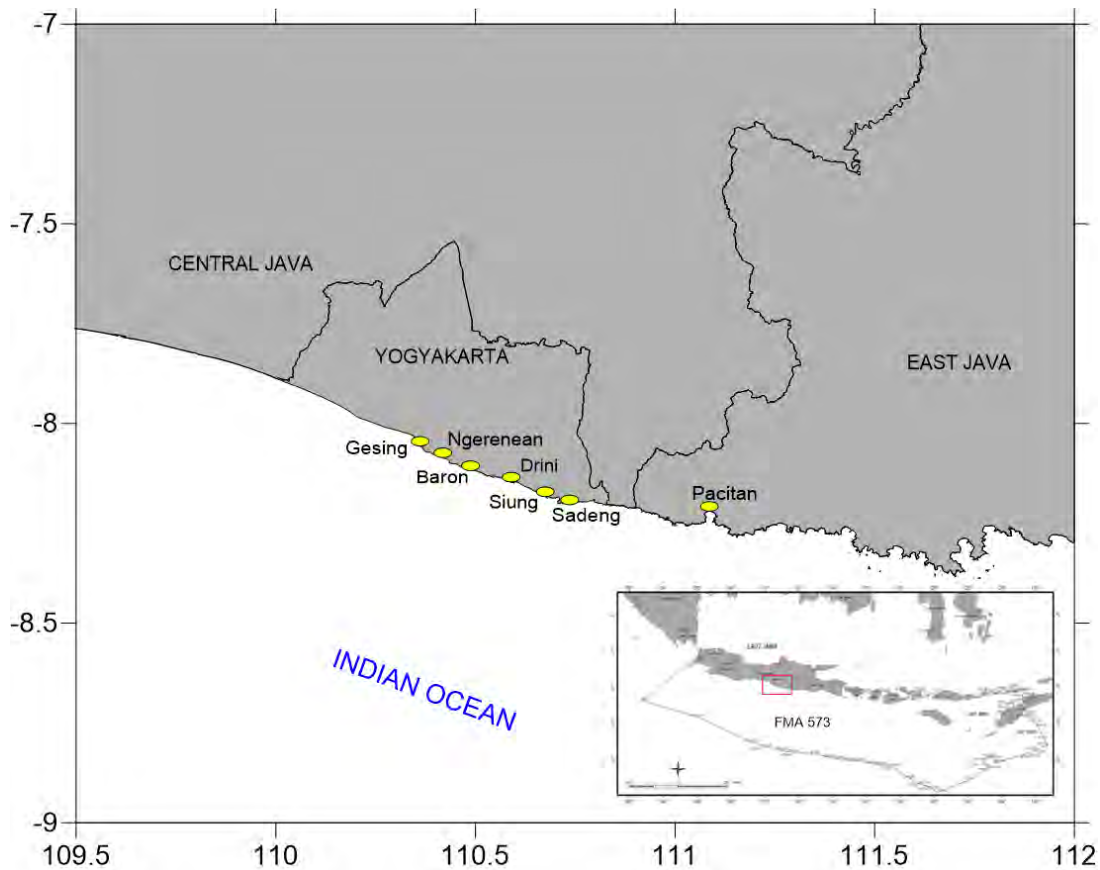 -7
-7.5
CENTRAL JAVA
YOGYAKARTA
EAST JAVA
-8
Gesing
Ngerenean
Baron
Drini
Siung
Sadeng
Pacitan
-8.5
INDIAN OCEAN
FMA 573
-9
109.5
110
110.5
111
111.5
112